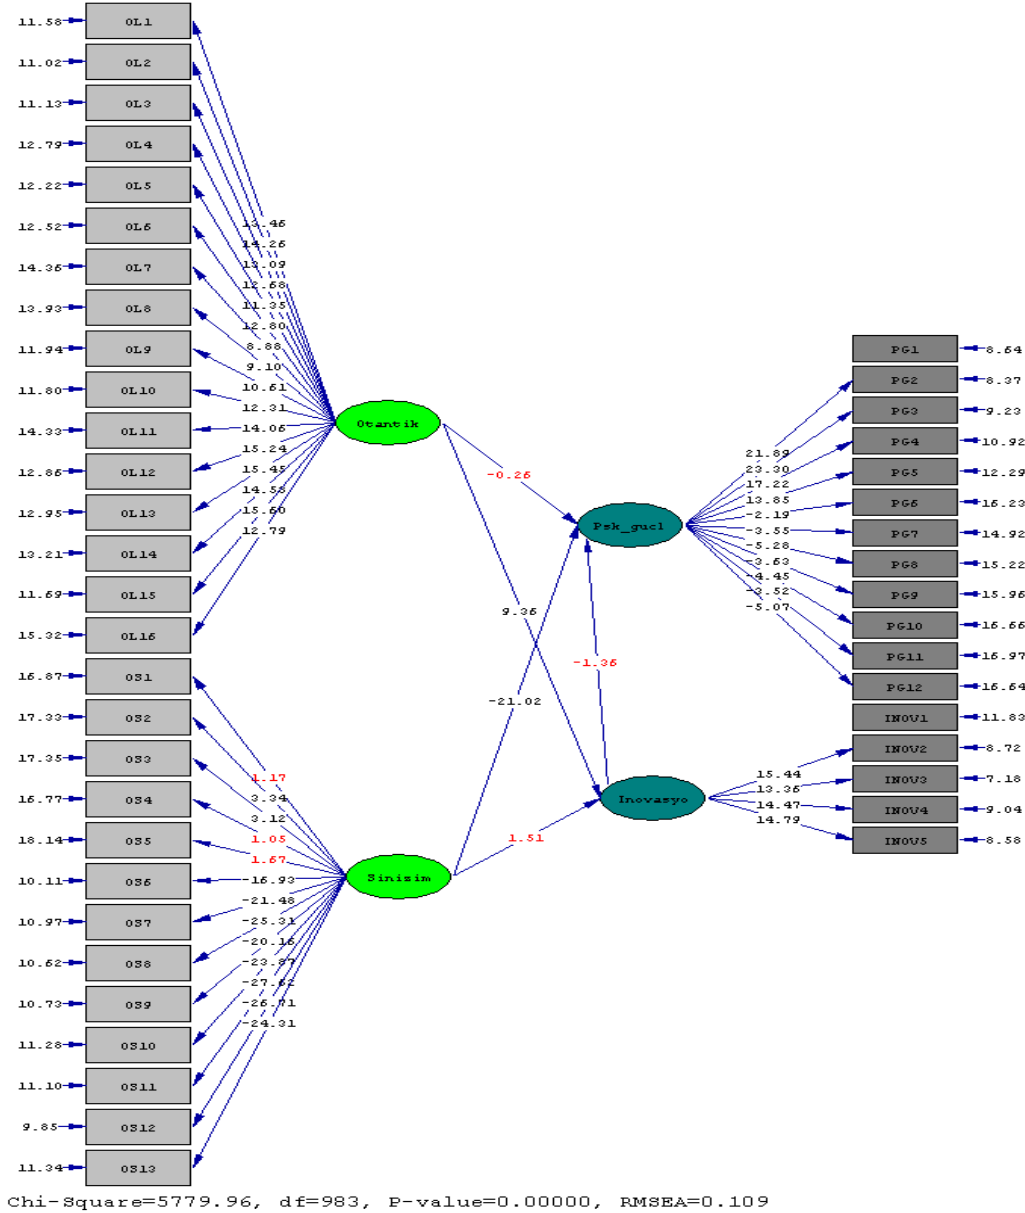 11.58 OL1
11.02 OL2
11.13 OL3
12.79 OL4
12.22 OL5
12.52 OL6
14.36 OL7
13.93 OL8
11.94 OL9
11.80 OL10
14.33 OL11
12.86 OL12
12.95 OL13
13.21 OL14
11.69 OL15
15.32 OL16
16.87 OS1
17.33 OS2
17.35 OS3
16.77 OS4
18.14 OS5
10.11 OS6
10.97 OS7
10.62 OS8
10.73 OS9
11.28 OS10
11.10 OS11
9.85 OS12
11.34 OS13
13.46
14.26
13.09
12.68
11.35
12.80
8.88
9.10
10.61
12.31
14.06
15.24
15.45
14.53
15.60
12.79
1.17
3.34
3.12
1.05
1.67
-16.93
-21.48
-25.31
-20.16
-23.87
-27.62
-26.71
-24.31
Otantik
Sinisim
-0.26
9.36
-21.02
-1.36
1.51
Psk_gucl
Inovasyo
21.89
23.30
17.22
13.85
-2.19
-3.55
-5.28
-3.63
-4.45
-3.52
-5.07
15.44
13.36
14.47
14.79
PG1 8.64
PG2 8.37
PG3 9.23
PG4 10.92
PG5 12.29
PG6 16.23
PG7 14.92
PG8 15.22
PG9 15.96
PG10 16.66
PG11 16.97
PG12 16.64
INOV1 11.83
INOV2 8.72
INOV3 7.18
INOV4 9.04
INOV5 8.58
Chi-Square=5779.96, df=983, P-value=0.00000, RMSEA=0.109